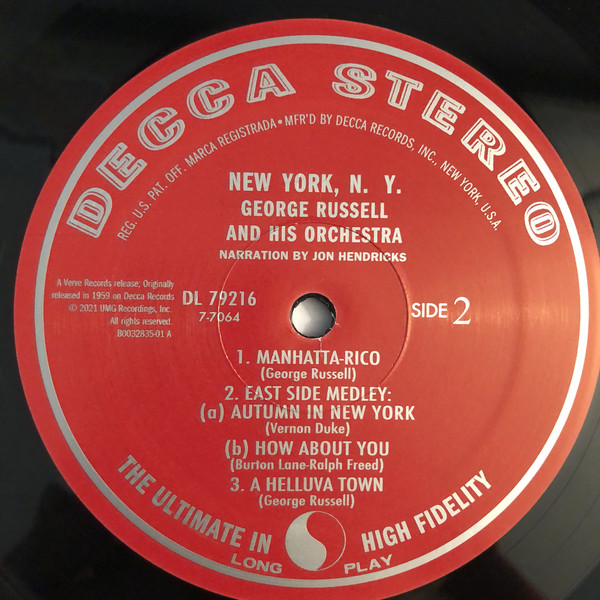 DECCA STEREO
REG. U.S. PAT. OFF. MARCA REGISTRADA • MFR'D BY DECCA RECORDS, INC., NEW YORK, U.S.A.
NEW YORK, N. Y.
GEORGE RUSSELL
AND HIS ORCHESTRA
NARRATION BY JON HENDRICKS
A Verve Records release; Originally
released in 1959 on Decca Records
© 2021 UMG Recordings, Inc.
All rights reserved.
B0032835-01 A
DL 79216
7-7064
SIDE 2
1. MANHATTA-RICO
(George Russell)
2. EAST SIDE MEDLEY:
(a) AUTUMN IN NEW YORK
(Vernon Duke)
(b) HOW ABOUT YOU
(Burton Lane-Ralph Freed)
3. A HELLUVA TOWN
(George Russell)
THE ULTIMATE IN HIGH FIDELITY
LONG PLAY